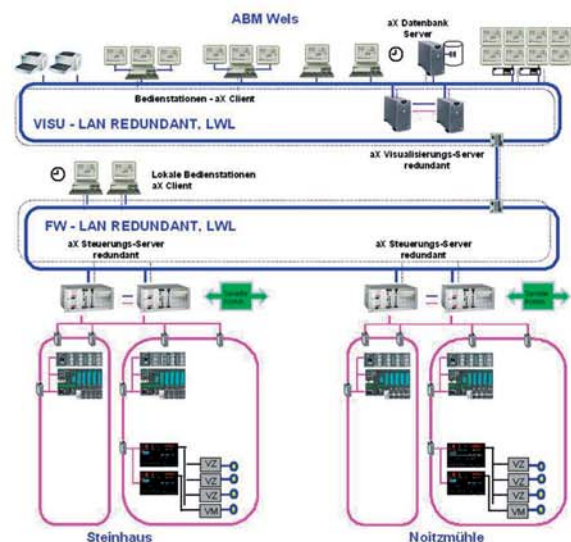 ABM Wels
aX Datenbank
Server
Bedienstationen - aX Client
VISU - LAN REDUNDANT, LWL
aX Visualisierungs-Server
redundant
Lokale Bedienstationen
aX Client
FW - LAN REDUNDANT, LWL
aX Steuerungs-Server
redundant
aX Steuerungs-Server
redundant
VZ
VZ
VZ
VM
VZ
VZ
VZ
VM
Steinhaus
Noitzmühle